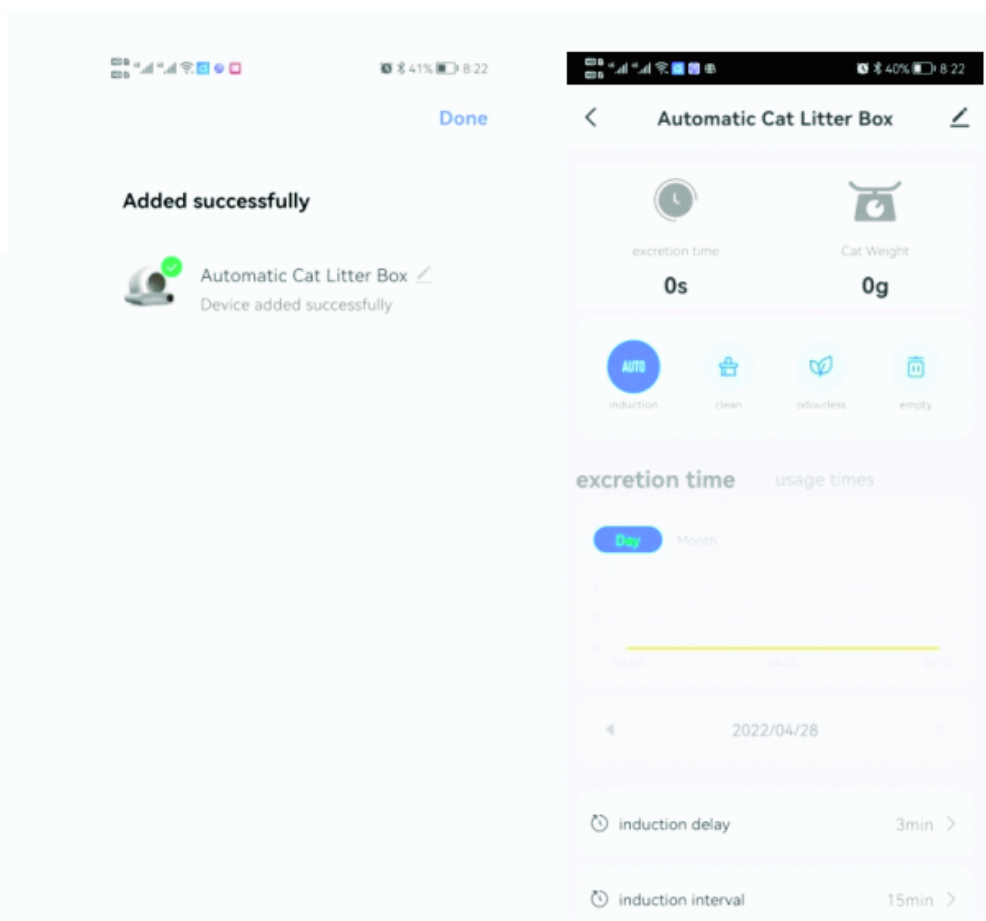 41% 8:22
Done
Added successfully
Automatic Cat Litter Box
Device added successfully
40% 8:22
Automatic Cat Litter Box
excretion time
Cat Weight
0s
0g
AUTO
induction
clean
odourless
empty
excretion time
usage times
Day
Month
2022/04/28
induction delay
3min
induction interval
15min